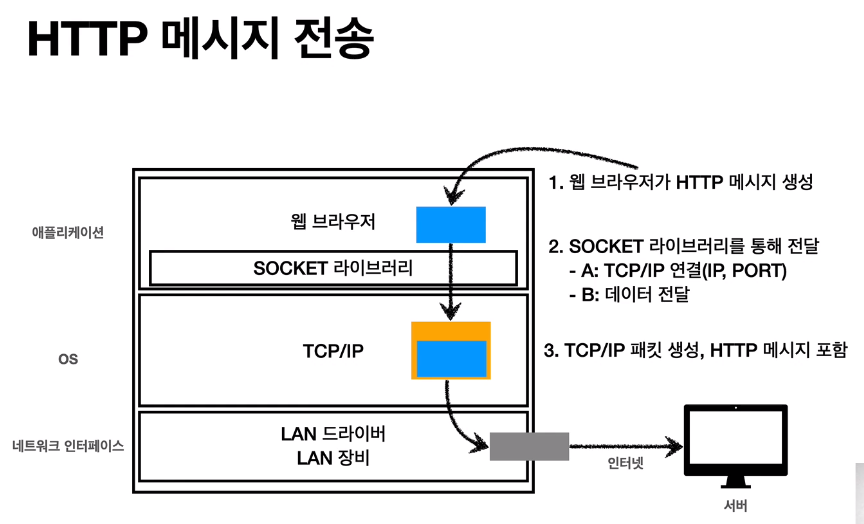 HTTP 메시지 전송
1. 웹 브라우저가 HTTP 메시지 생성
애플리케이션
웹 브라우저
SOCKET 라이브러리
2. SOCKET 라이브러리를 통해 전달
- A: TCP/IP 연결(IP, PORT)
- B: 데이터 전달
OS
TCP/IP
3. TCP/IP 패킷 생성, HTTP 메시지 포함
네트워크 인터페이스
LAN 드라이버
LAN 장비
인터넷
서버